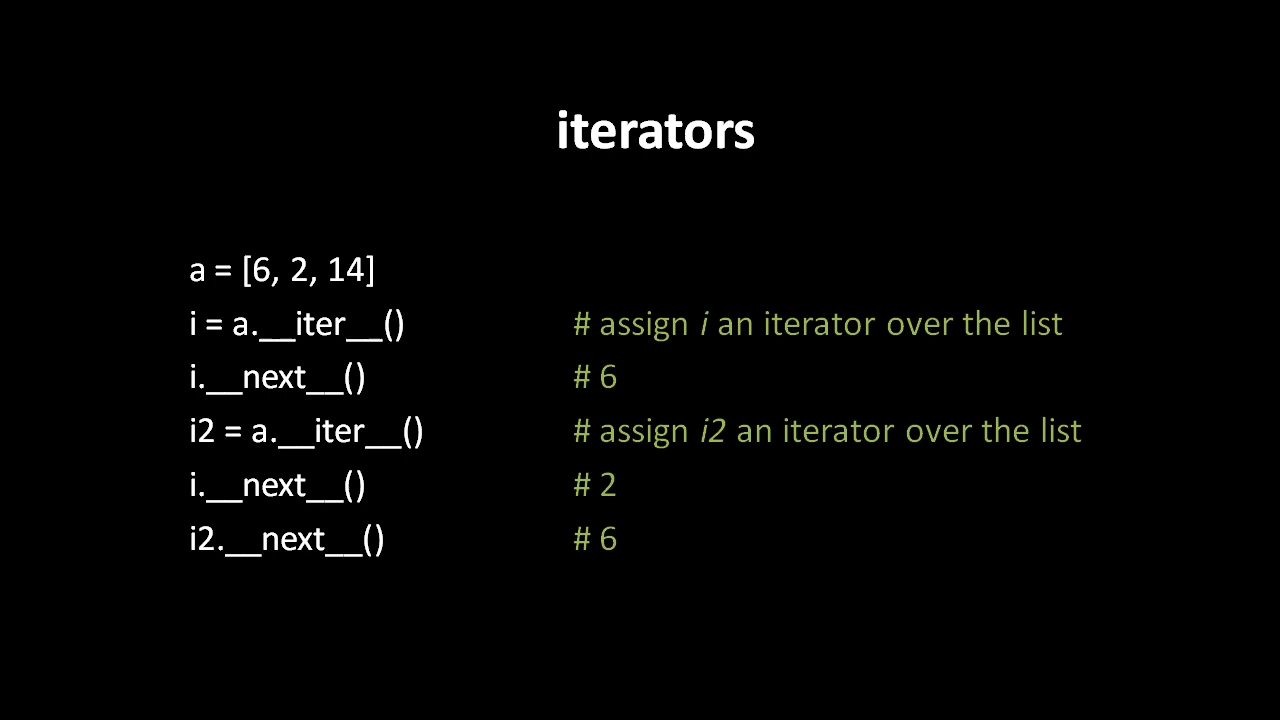 iterators
a = [6, 2, 14]
i = a.__iter__() # assign i an iterator over the list
i.__next__() # 6
i2 = a.__iter__() # assign i2 an iterator over the list
i.__next__() # 2
i2.__next__() # 6